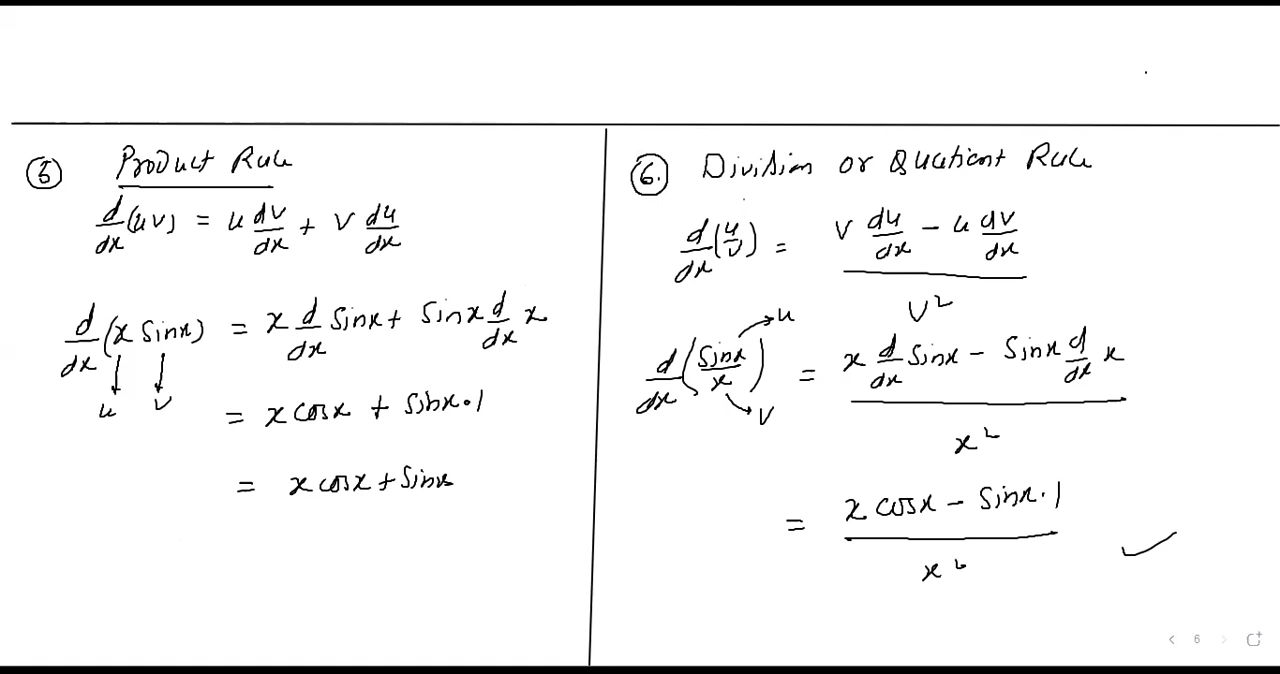 ⑤ Product Rule
d/dx (uv) = u dv/dx + v du/dx
d/dx (x Sinx) = x d/dx Sinx + Sinx d/dx x
u v
= x cosx + Sinx·1
= x cosx + Sinx
⑥. Division or Quatient Rule
d/dx (u/v) = (v du/dx − u dv/dx) / v²
d/dx (Sinx/x) = (x d/dx Sinx − Sinx d/dx x) / x²
u
v
= (x cosx − Sinx·1) / x²
< 6 >